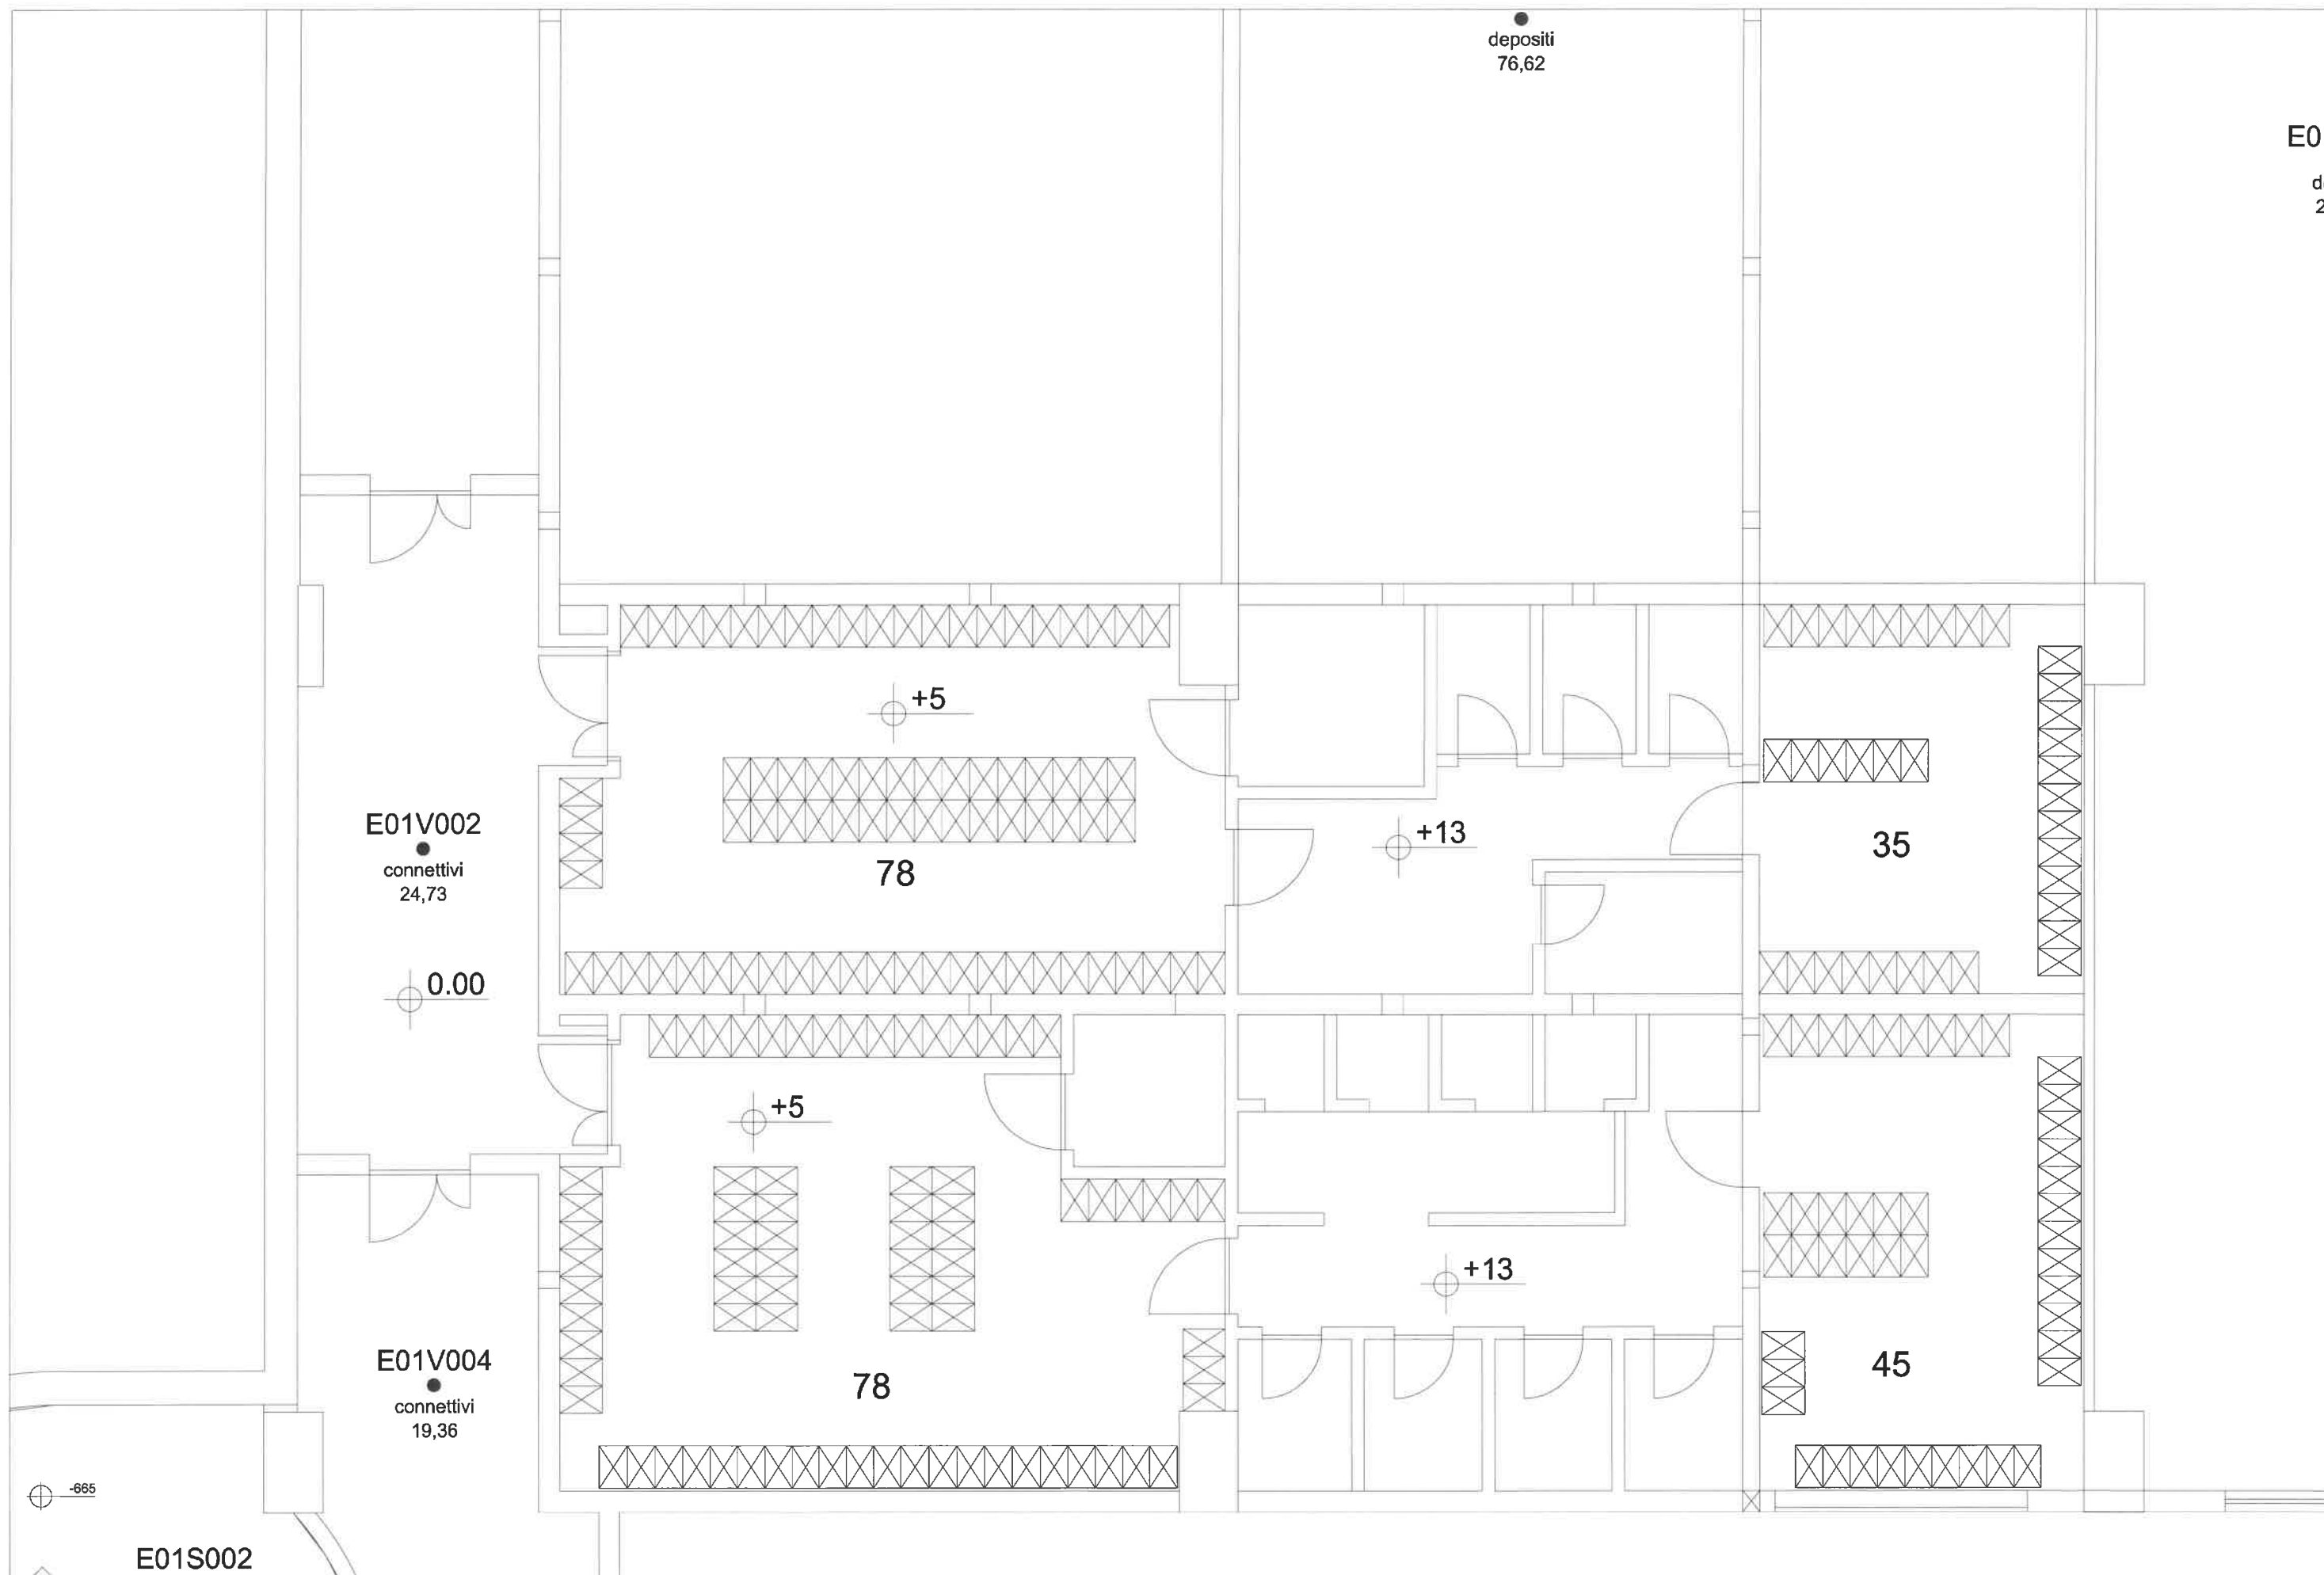 depositi
76,62
E0
d
2
+5
E01V002
connettivi
24,73
78
+13
35
0.00
+5
+13
E01V004
connettivi
19,36
78
45
-665
E01S002